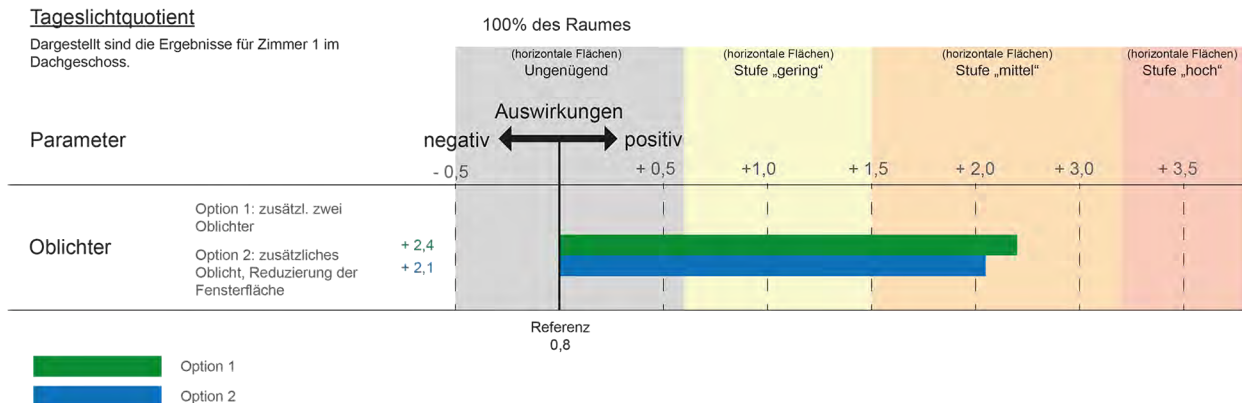 Tageslichtquotient
Dargestellt sind die Ergebnisse für Zimmer 1 im
Dachgeschoss.
100% des Raumes
(horizontale Flächen)
Ungenügend
(horizontale Flächen)
Stufe „gering“
(horizontale Flächen)
Stufe „mittel“
(horizontale Flächen)
Stufe „hoch“
Auswirkungen
negativ
positiv
Parameter
- 0,5
+ 0,5
+1,0
+ 1,5
+ 2,0
+ 3,0
+ 3,5
Oblichter
Option 1: zusätzl. zwei
Oblichter
+ 2,4
Option 2: zusätzliches
Oblicht, Reduzierung der
Fensterfläche
+ 2,1
Referenz
0,8
Option 1
Option 2